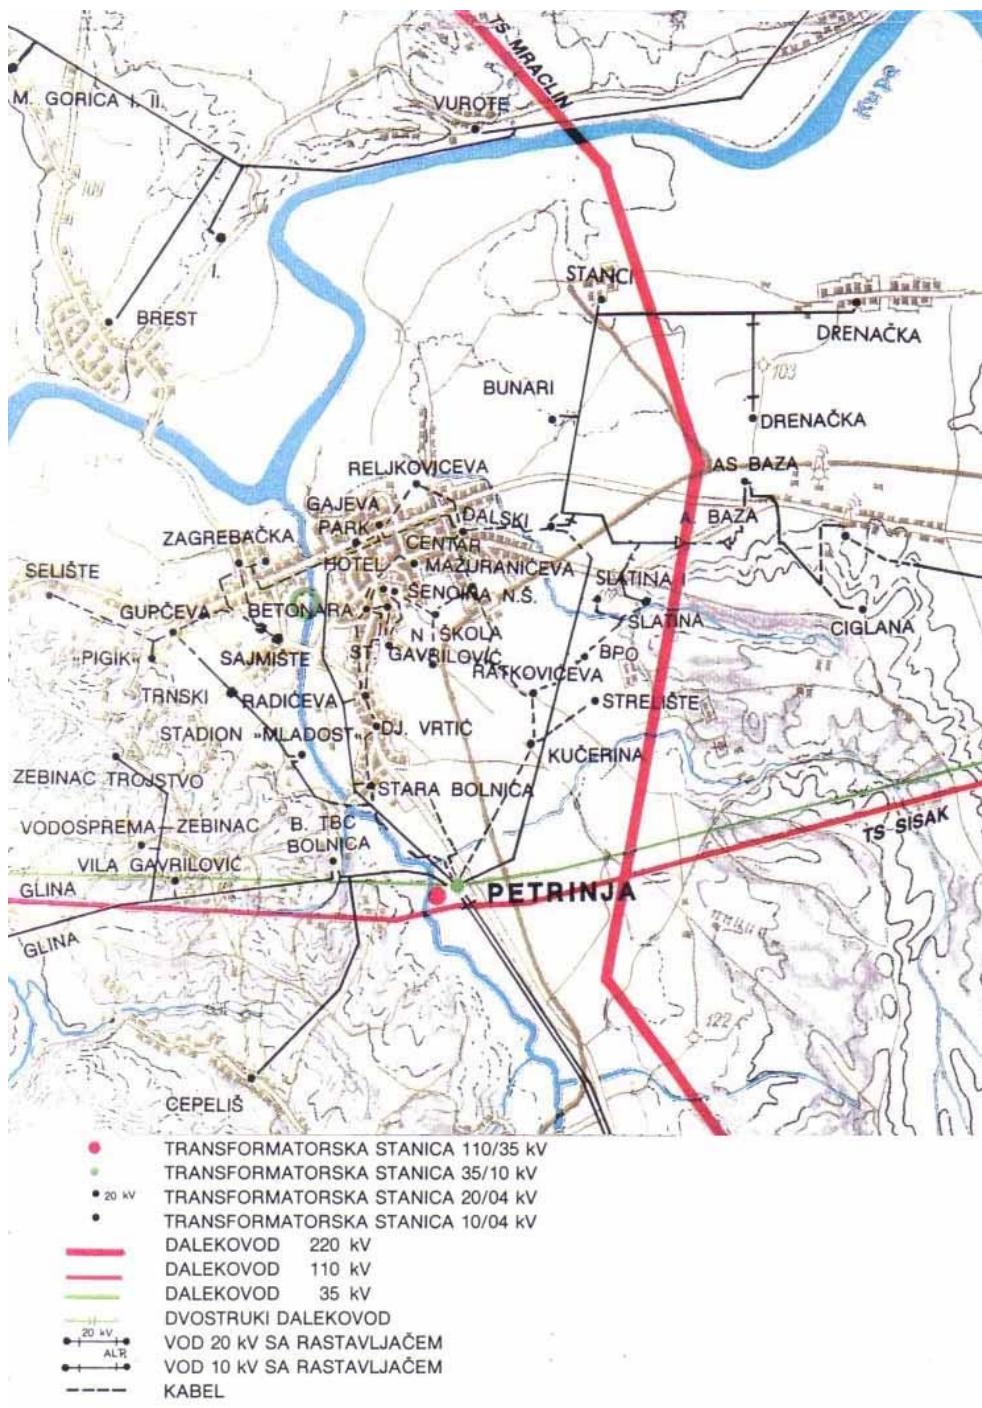 TS MRACLIN
M. GORICA I. II.
VUROTE
Kupa
109
I.
STANCI
BREST
DRENAČKA
103
BUNARI
DRENAČKA
RELJKOVIĆEVA
AS BAZA
GAJEVA
PARK
DALSKI
A. BAZA
ZAGREBAČKA
CENTAR
HOTEL
MAŽURANIĆEVA
SELIŠTE
SLATINA I
ŠENOINA N.Š.
GUPČEVA
BETONARA
SLATINA
CIGLANA
N
ŠKOLA
ST.
GAVRILOVIĆ
BPO
"PIGIK"
SAJMIŠTE
RATKOVIĆEVA
TRNSKI
RADIĆEVA
STRELIŠTE
STADION »MLADOST«
DJ. VRTIĆ
KUČERINA
ZEBINAC TROJSTVO
STARA BOLNICA
VODOSPREMA—ZEBINAC
B. TBC
BOLNICA
TS SISAK
VILA GAVRILOVIĆ
GLINA
PETRINJA
GLINA
122
CEPELIŠ
TRANSFORMATORSKA STANICA 110/35 kV
TRANSFORMATORSKA STANICA 35/10 kV
20 kV TRANSFORMATORSKA STANICA 20/04 kV
TRANSFORMATORSKA STANICA 10/04 kV
DALEKOVOD 220 kV
DALEKOVOD 110 kV
DALEKOVOD 35 kV
DVOSTRUKI DALEKOVOD
20 kV VOD 20 kV SA RASTAVLJAČEM
VOD 10 kV SA RASTAVLJAČEM
KABEL